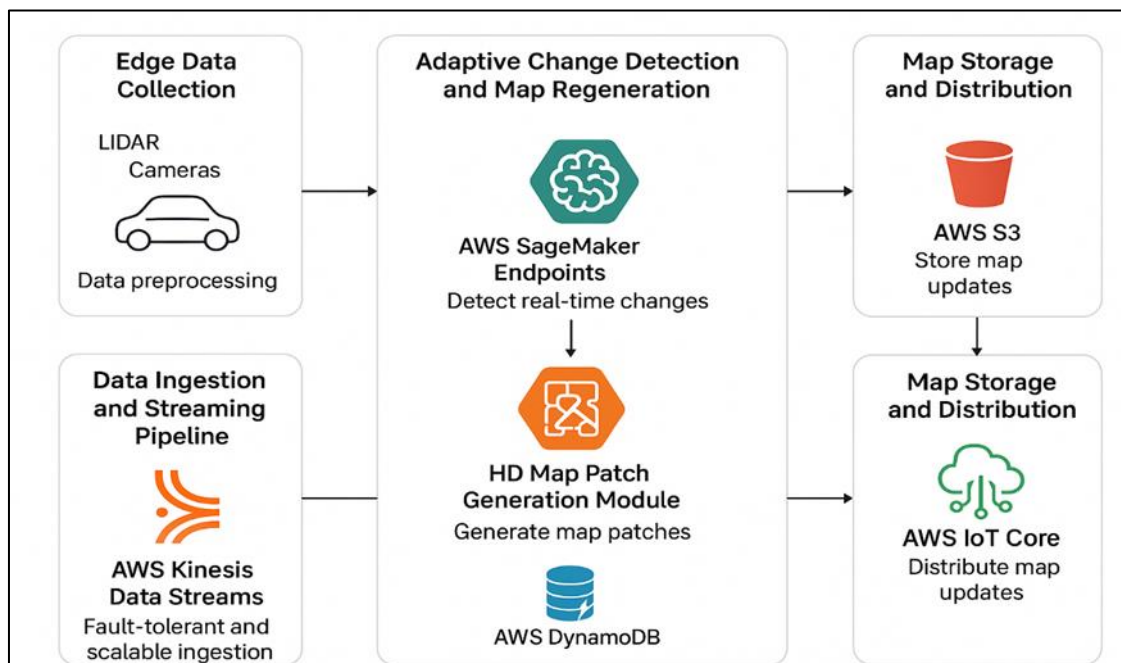 Edge Data
Collection
LIDAR
Cameras
Data preprocessing
Data Ingestion
and Streaming
Pipeline
AWS Kinesis
Data Streams
Fault-tolerant and
scalable ingestion
Adaptive Change Detection
and Map Regeneration
AWS SageMaker
Endpoints
Detect real-time changes
HD Map Patch
Generation Module
Generate map patches
AWS DynamoDB
Map Storage
and Distribution
AWS S3
Store map
updates
Map Storage
and Distribution
AWS IoT Core
Distribute map
updates